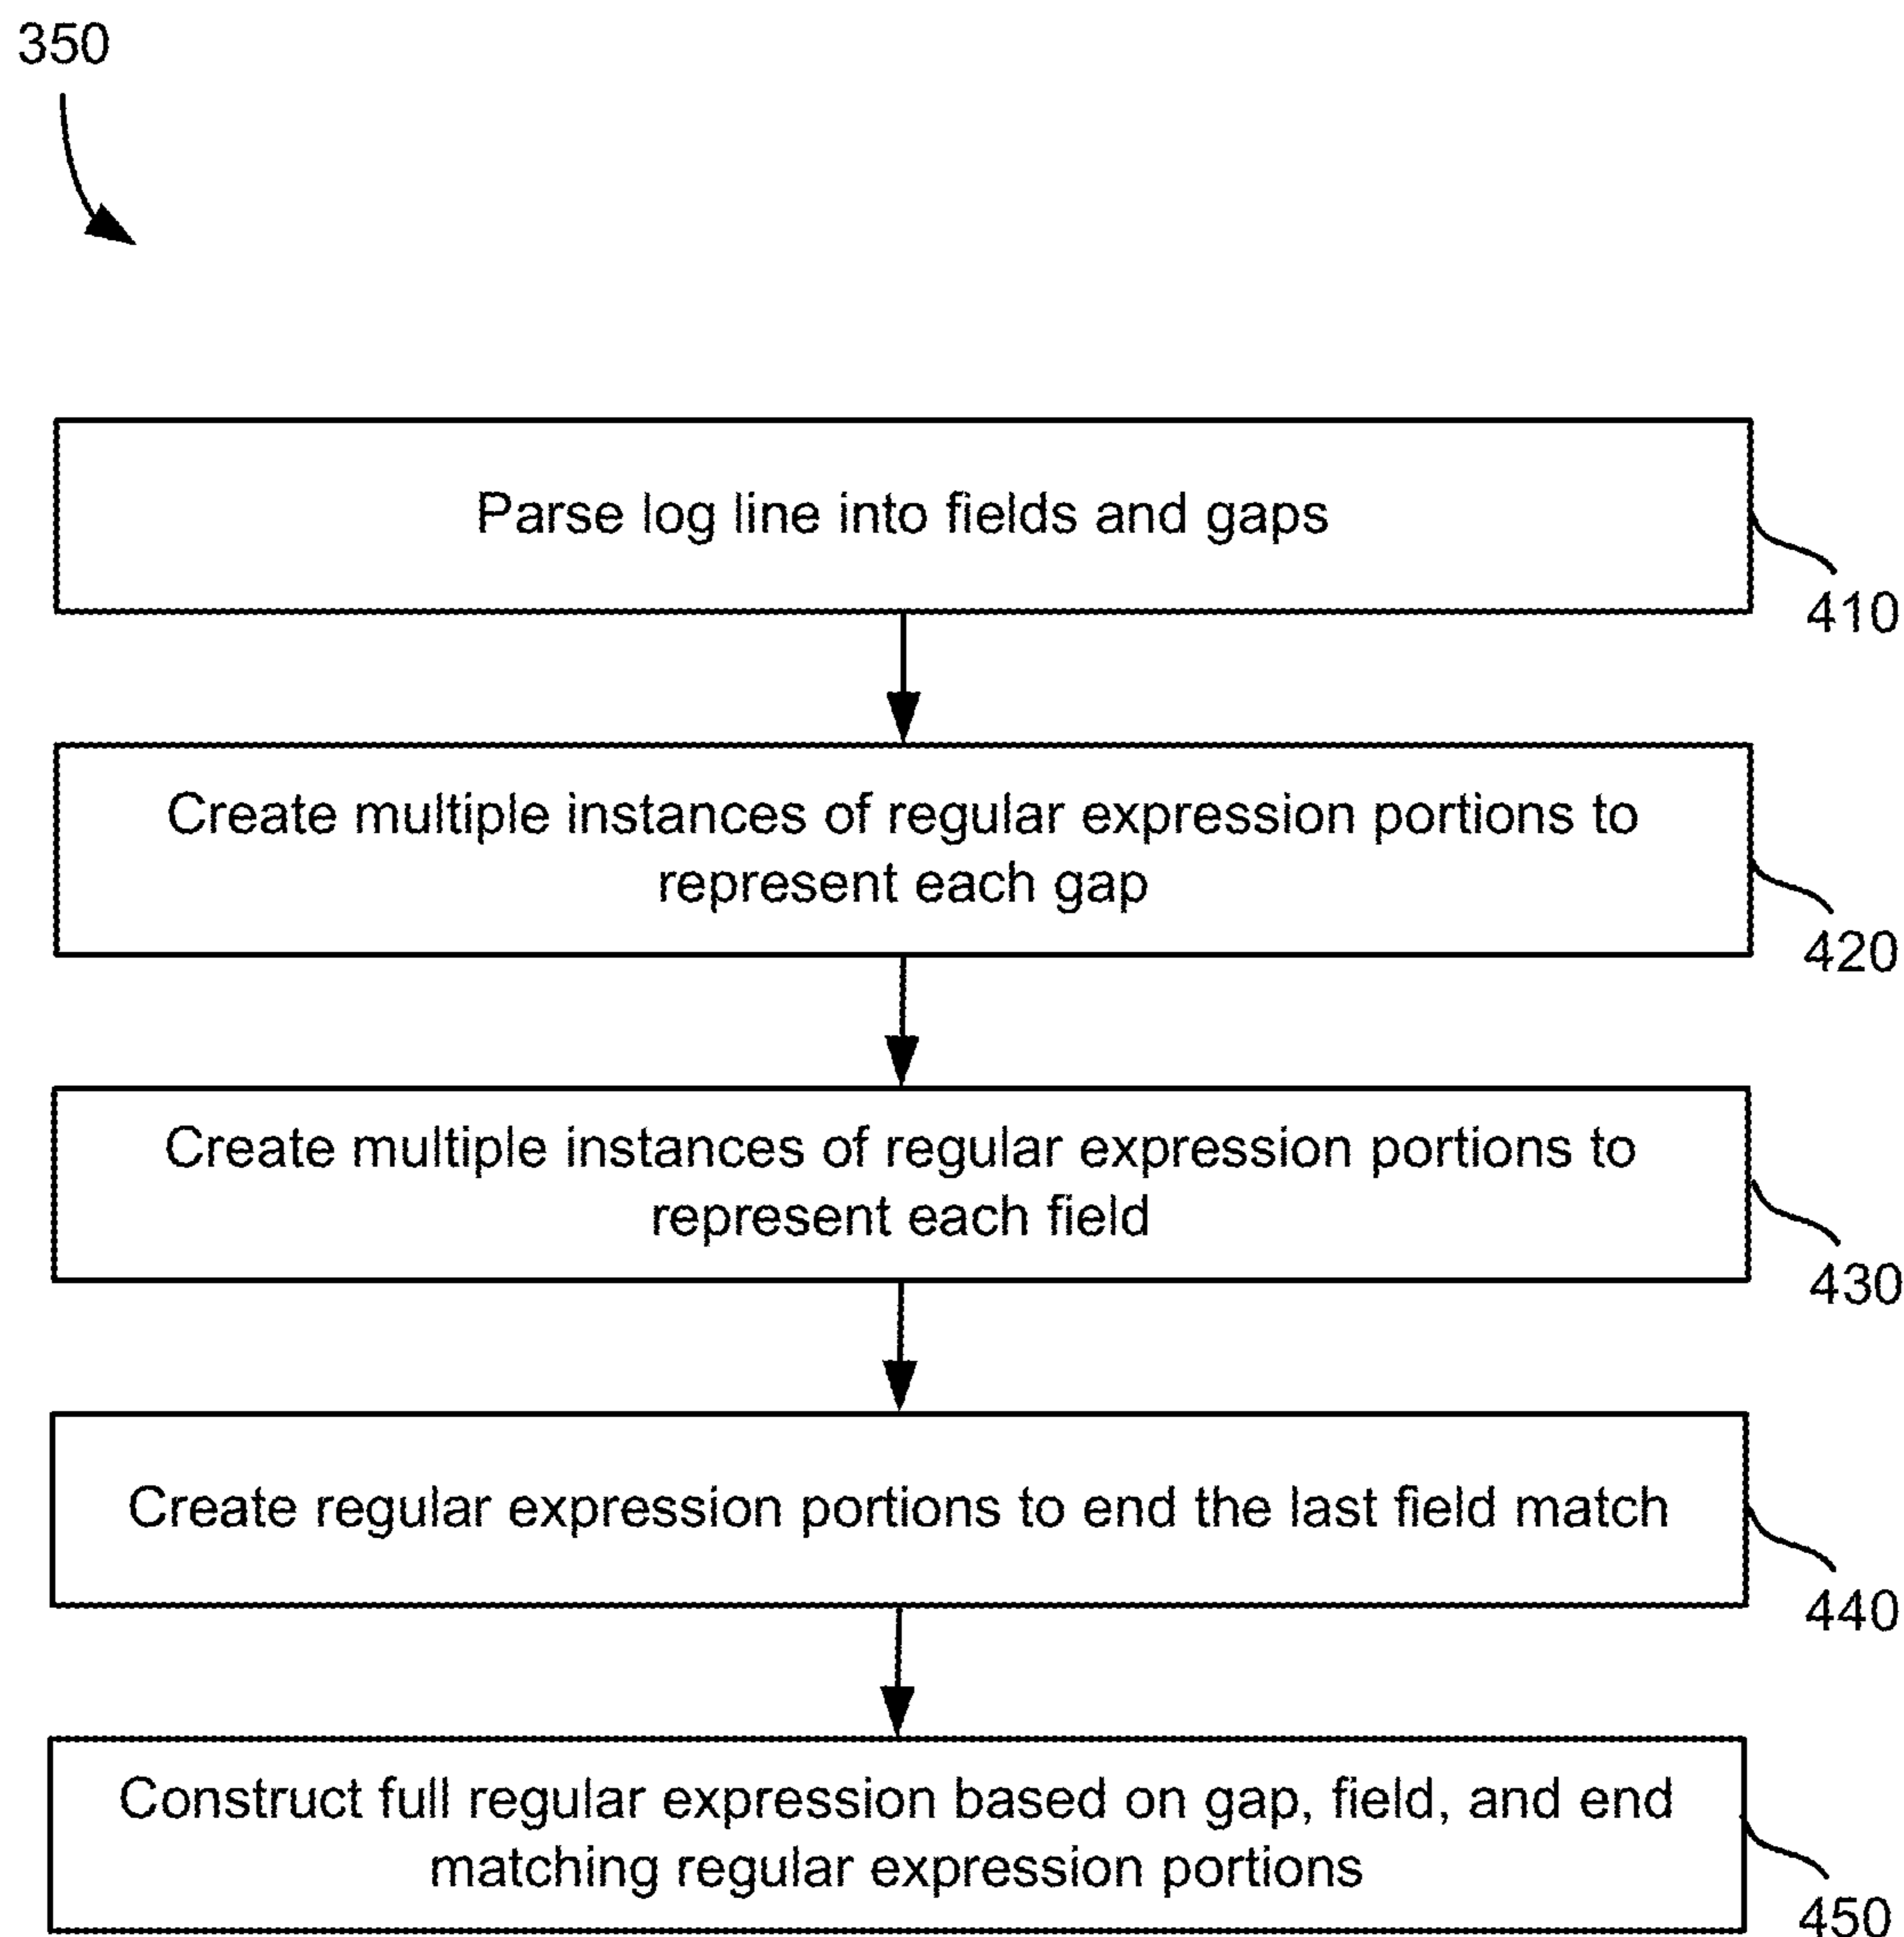 350
Parse log line into fields and gaps
410
Create multiple instances of regular expression portions to
represent each gap
420
Create multiple instances of regular expression portions to
represent each field
430
Create regular expression portions to end the last field match
440
Construct full regular expression based on gap, field, and end
matching regular expression portions
450